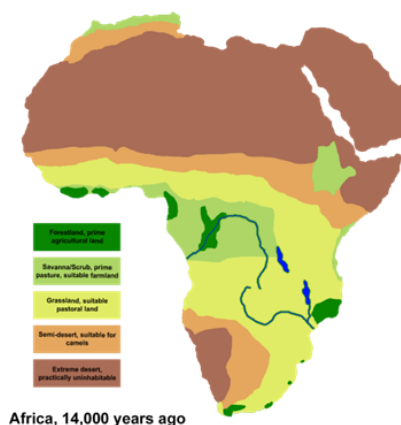 Forestland, prime
agricultural land
Savanna/Scrub, prime
pasture, suitable farmland
Grassland, suitable
pastoral land
Semi-desert, suitable for
camels
Extreme desert,
practically uninhabitable
Africa, 14,000 years ago